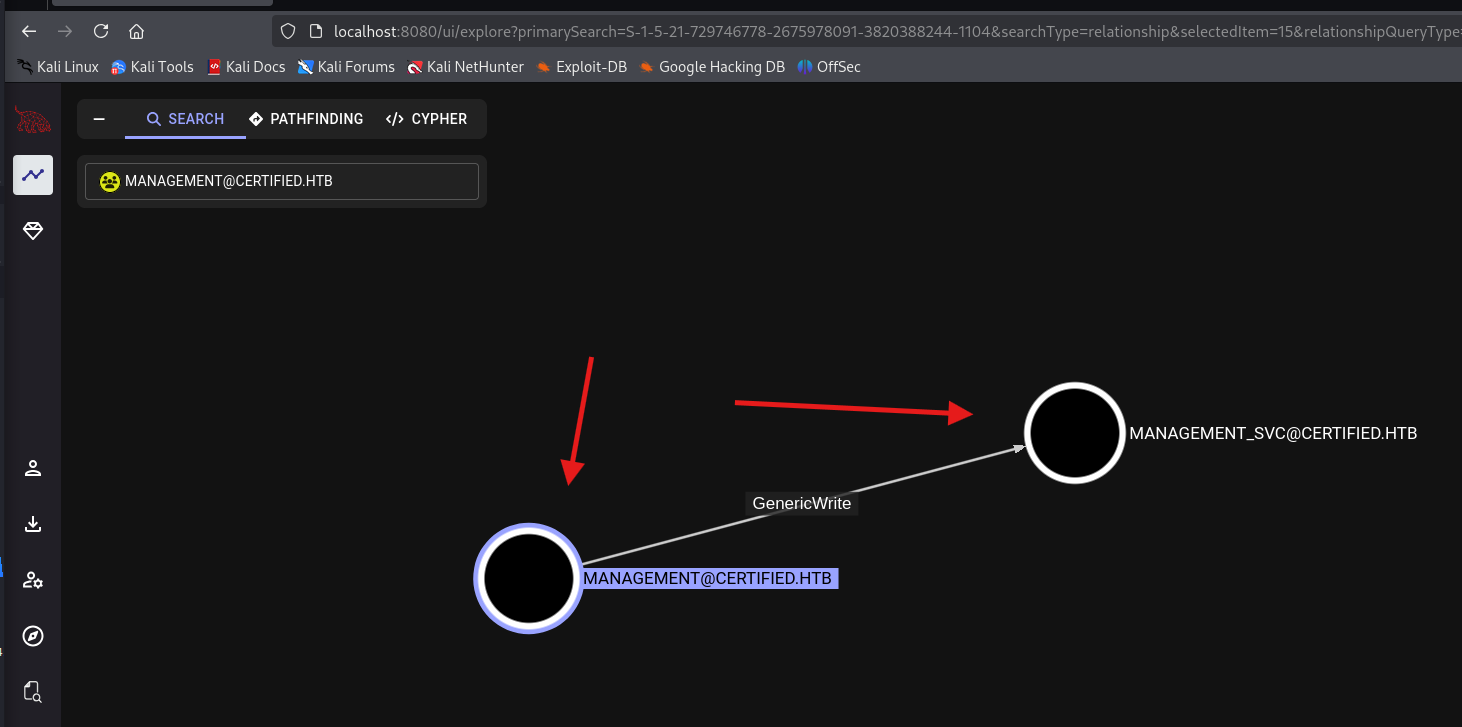 localhost:8080/ui/explore?primarySearch=S-1-5-21-729746778-2675978091-3820388244-1104&searchType=relationship&selectedItem=15&relationshipQueryType=
Kali Linux Kali Tools Kali Docs Kali Forums Kali NetHunter Exploit-DB Google Hacking DB OffSec
SEARCH PATHFINDING </> CYPHER
MANAGEMENT@CERTIFIED.HTB
MANAGEMENT_SVC@CERTIFIED.HTB
GenericWrite
MANAGEMENT@CERTIFIED.HTB